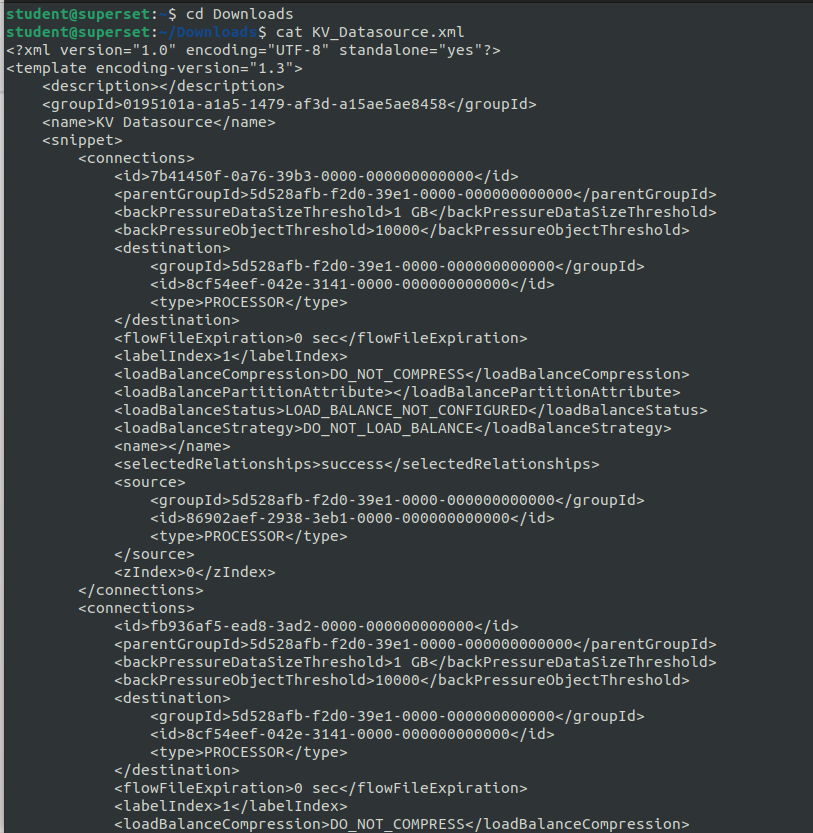 student@superset:~$ cd Downloads
student@superset:~/Downloads$ cat KV_Datasource.xml
<?xml version="1.0" encoding="UTF-8" standalone="yes"?>
<template encoding-version="1.3">
    <description></description>
    <groupId>0195101a-a1a5-1479-af3d-a15ae5ae8458</groupId>
    <name>KV Datasource</name>
    <snippet>
        <connections>
            <id>7b41450f-0a76-39b3-0000-000000000000</id>
            <parentGroupId>5d528afb-f2d0-39e1-0000-000000000000</parentGroupId>
            <backPressureDataSizeThreshold>1 GB</backPressureDataSizeThreshold>
            <backPressureObjectThreshold>10000</backPressureObjectThreshold>
            <destination>
                <groupId>5d528afb-f2d0-39e1-0000-000000000000</groupId>
                <id>8cf54eef-042e-3141-0000-000000000000</id>
                <type>PROCESSOR</type>
            </destination>
            <flowFileExpiration>0 sec</flowFileExpiration>
            <labelIndex>1</labelIndex>
            <loadBalanceCompression>DO_NOT_COMPRESS</loadBalanceCompression>
            <loadBalancePartitionAttribute></loadBalancePartitionAttribute>
            <loadBalanceStatus>LOAD_BALANCE_NOT_CONFIGURED</loadBalanceStatus>
            <loadBalanceStrategy>DO_NOT_LOAD_BALANCE</loadBalanceStrategy>
            <name></name>
            <selectedRelationships>success</selectedRelationships>
            <source>
                <groupId>5d528afb-f2d0-39e1-0000-000000000000</groupId>
                <id>86902aef-2938-3eb1-0000-000000000000</id>
                <type>PROCESSOR</type>
            </source>
            <zIndex>0</zIndex>
        </connections>
        <connections>
            <id>fb936af5-ead8-3ad2-0000-000000000000</id>
            <parentGroupId>5d528afb-f2d0-39e1-0000-000000000000</parentGroupId>
            <backPressureDataSizeThreshold>1 GB</backPressureDataSizeThreshold>
            <backPressureObjectThreshold>10000</backPressureObjectThreshold>
            <destination>
                <groupId>5d528afb-f2d0-39e1-0000-000000000000</groupId>
                <id>8cf54eef-042e-3141-0000-000000000000</id>
                <type>PROCESSOR</type>
            </destination>
            <flowFileExpiration>0 sec</flowFileExpiration>
            <labelIndex>1</labelIndex>
            <loadBalanceCompression>DO_NOT_COMPRESS</loadBalanceCompression>